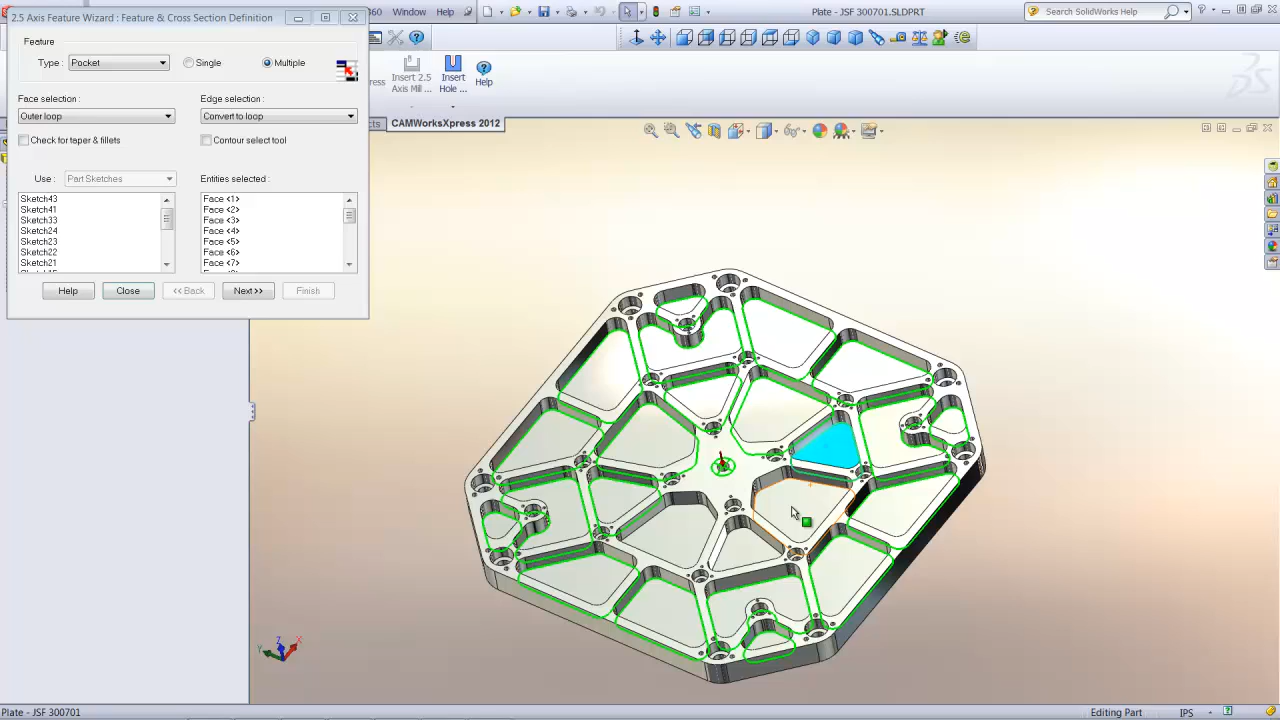 2.5 Axis Feature Wizard : Feature & Cross Section Definition
360
Window
Help
Plate - JSF 300701.SLDPRT
Search SolidWorks Help
Feature
Type :
Pocket
Single
Multiple
Insert 2.5
Axis Mill ...
Insert
Hole ...
Help
Face selection :
Edge selection :
Outer loop
Convert to loop
CAMWorksXpress 2012
Check for taper & fillets
Contour select tool
Use :
Part Sketches
Entities selected :
Sketch43
Sketch41
Sketch33
Sketch24
Sketch23
Sketch22
Sketch21
Face <1>
Face <2>
Face <3>
Face <4>
Face <5>
Face <6>
Face <7>
Help
Close
<< Back
Next>>
Finish
Z
X
Y
Plate - JSF 300701
Editing Part
IPS